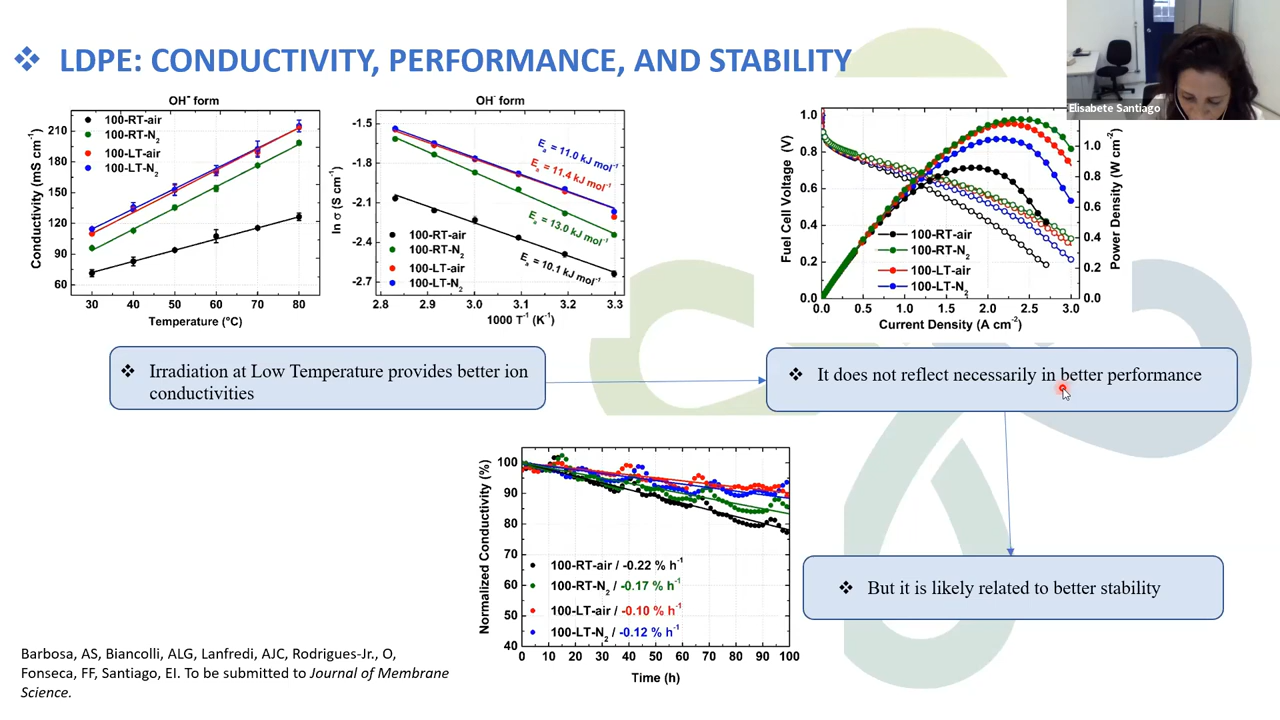 ❖ LDPE: CONDUCTIVITY, PERFORMANCE, AND STABILITY
Elisabete Santiago
OH⁻ form
100-RT-air
100-RT-N₂
100-LT-air
100-LT-N₂
Conductivity (mS cm⁻¹)
210
180
150
120
90
60
30 40 50 60 70 80
Temperature (°C)
OH⁻ form
ln σ (S cm⁻¹)
-1.5
-1.8
-2.1
-2.4
-2.7
Eₐ = 11.0 kJ mol⁻¹
Eₐ = 11.4 kJ mol⁻¹
Eₐ = 13.0 kJ mol⁻¹
Eₐ = 10.1 kJ mol⁻¹
100-RT-air
100-RT-N₂
100-LT-air
100-LT-N₂
2.8 2.9 3.0 3.1 3.2 3.3
1000 T⁻¹ (K⁻¹)
Fuel Cell Voltage (V)
1.0
0.8
0.6
0.4
0.2
0.0
100-RT-air
100-RT-N₂
100-LT-air
100-LT-N₂
1.0
0.8
0.6
0.4
0.2
0.0
Power Density (W cm⁻²)
0.0 0.5 1.0 1.5 2.0 2.5 3.0
Current Density (A cm⁻²)
❖ Irradiation at Low Temperature provides better ion
conductivities
❖ It does not reflect necessarily in better performance
Normalized Conductivity (%)
100
90
80
70
60
50
40
100-RT-air / -0.22 % h⁻¹
100-RT-N₂ / -0.17 % h⁻¹
100-LT-air / -0.10 % h⁻¹
100-LT-N₂ / -0.12 % h⁻¹
0 10 20 30 40 50 60 70 80 90 100
Time (h)
❖ But it is likely related to better stability
Barbosa, AS, Biancolli, ALG, Lanfredi, AJC, Rodrigues-Jr., O,
Fonseca, FF, Santiago, EI. To be submitted to Journal of Membrane
Science.